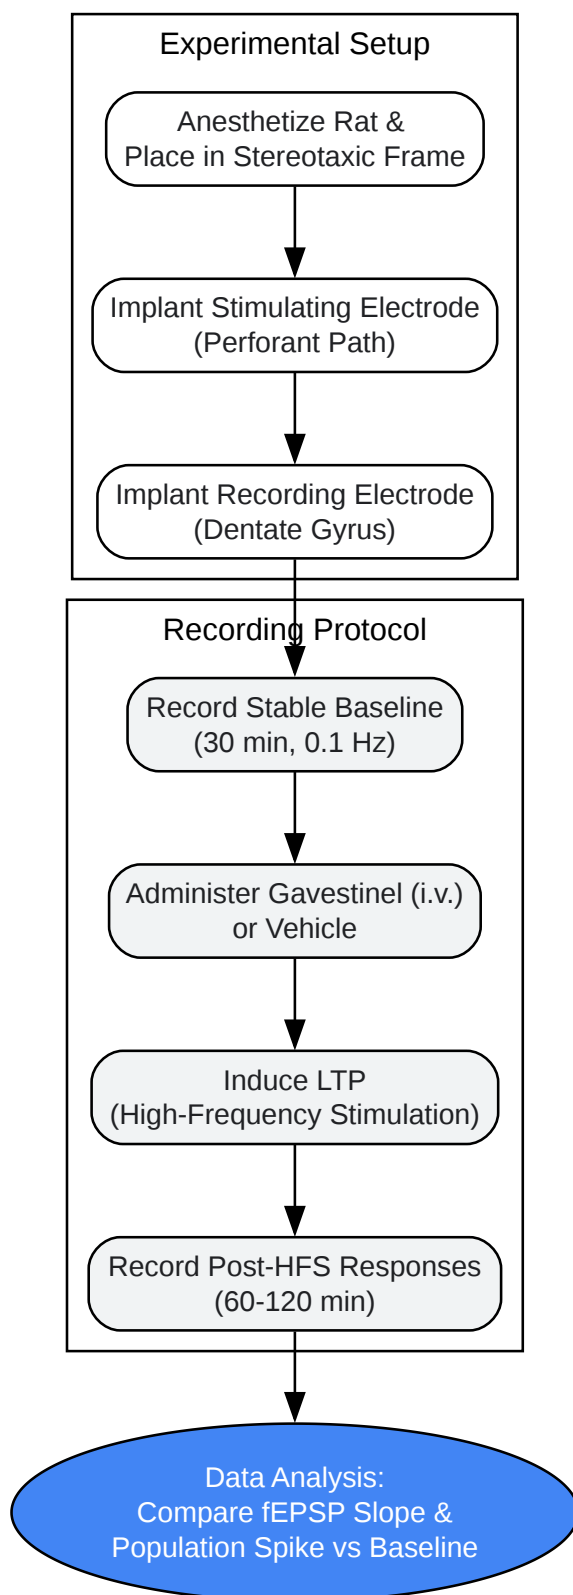 Experimental Setup
Anesthetize Rat &
Place in Stereotaxic Frame
Implant Stimulating Electrode
(Perforant Path)
Implant Recording Electrode
(Dentate Gyrus)
Recording Protocol
Record Stable Baseline
(30 min, 0.1 Hz)
Administer Gavestinel (i.v.)
or Vehicle
Induce LTP
(High-Frequency Stimulation)
Record Post-HFS Responses
(60-120 min)
Data Analysis:
Compare fEPSP Slope &
Population Spike vs Baseline